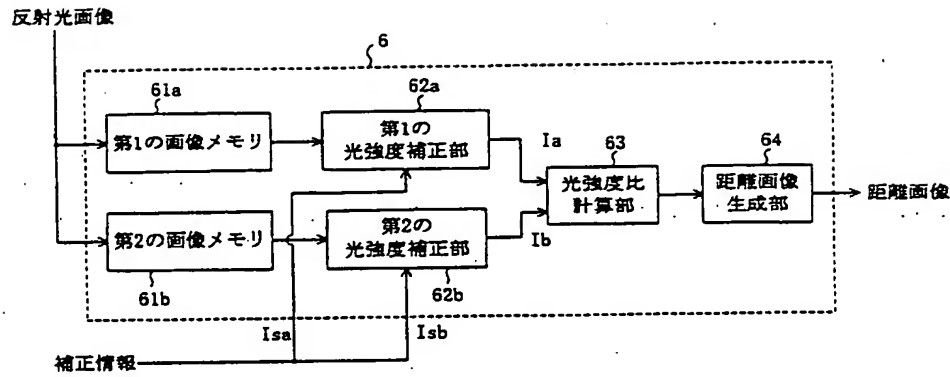 反射光画像
6
61a
第1の画像メモリ
62a
第1の
光強度補正部
Ia
63
光強度比
計算部
64
距離画像
生成部
距離画像
第2の画像メモリ
61b
第2の
光強度補正部
62b
Ib
Isa
Isb
補正情報